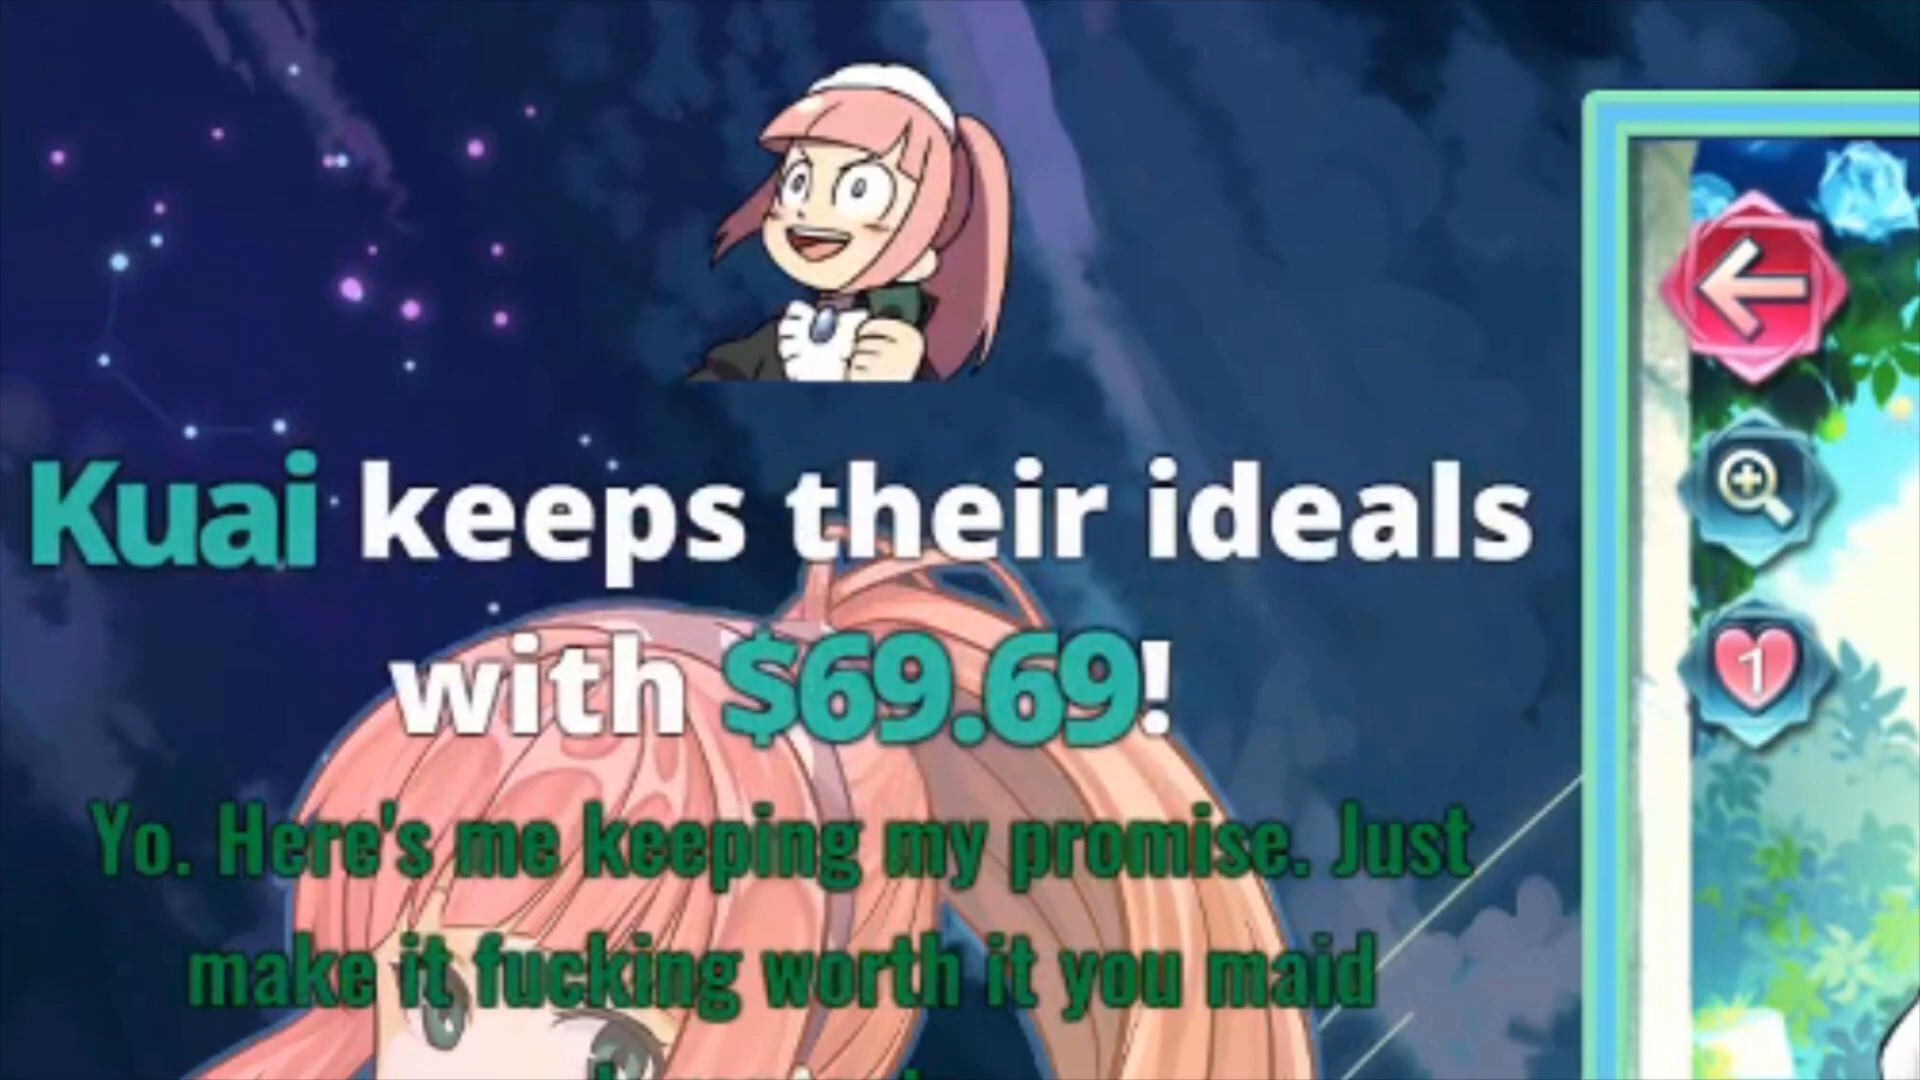 Kuai keeps their ideals
with $69.69!
Yo. Here's me keeping my promise. Just
make it fucking worth it you maid
1